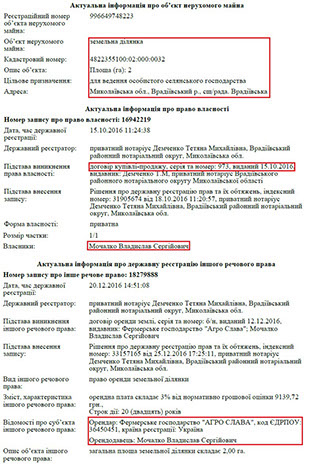 Актуальна інформація про об'єкт нерухомого майна
Реєстраційний номер 996649748223
об'єкта нерухомого
майна:
Об'єкт нерухомого земельна ділянка
майна:
Кадастровий номер: 4822355100:02:000:0032
Опис об'єкта: Площа (га): 2
Цільове призначення: для ведення особистого селянського господарства
Адреса: Миколаївська обл., Врадіївський р., сщ/рада. Врадіївська
Актуальна інформація про право власності
Номер запису про право власності: 16942219
Дата, час державної 15.10.2016 11:24:38
реєстрації:
Державний реєстратор: приватний нотаріус Демченко Тетяна Михайлівна, Врадіївський
районний нотаріальний округ, Миколаївська обл.
Підстава виникнення договір купівлі-продажу, серія та номер: 973, виданий 15.10.2016,
права власності: видавник: Демченко Т.М, приватний нотаріус Врадіївського
районного нотаріального округу Миколаївської області
Підстава внесення Рішення про державну реєстрацію прав та їх обтяжень, індексний
запису: номер: 31905674 від 18.10.2016 11:20:57, приватний нотаріус
Демченко Тетяна Михайлівна, Врадіївський районний нотаріальний
округ, Миколаївська обл.
Форма власності: приватна
Розмір частки: 1/1
Власники: Мочалко Владислав Сергійович
Актуальна інформація про державну реєстрацію іншого речового права
Номер запису про інше речове право: 18279888
Дата, час державної 20.12.2016 14:51:08
реєстрації:
Державний реєстратор: приватний нотаріус Демченко Тетяна Михайлівна, Врадіївський
районний нотаріальний округ, Миколаївська обл.
Підстава виникнення договір оренди землі, серія та номер: б/н, виданий 12.12.2016,
іншого речового права: видавник: Фермерське господарство "Агро Слава"; Мочалко
Владислав Сергійович
Підстава внесення Рішення про державну реєстрацію прав та їх обтяжень, індексний
запису: номер: 33157165 від 25.12.2016 17:25:11, приватний нотаріус
Демченко Тетяна Михайлівна, Врадіївський районний нотаріальний
округ, Миколаївська обл.
Вид іншого речового право оренди земельної ділянки
права:
Зміст, характеристика орендна плата складає 3% від нормативно грошової оцінки 9139,72
іншого речового права: грн.,
Строк дії: 20 (двадцять) років
Відомості про суб'єкта Орендар: Фермерське господарство "АГРО СЛАВА", код ЄДРПОУ:
іншого речового права: 36450451, країна реєстрації: Україна
Орендодавець: Мочалко Владислав Сергійович
Опис об'єкта іншого загальна площа земельної ділянки складає 2,00 га.
речового права: